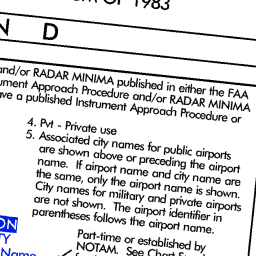 OF 1983
N D
and/or RADAR MINIMA published in either the FAA
ument Approach Procedure and/or RADAR MINIMA
ave a published Instrument Approach Procedure or
4. Pvt - Private use
5. Associated city names for public airports
are shown above or preceding the airport
name. If airport name and city name are
the same, only the airport name is shown.
City names for military and private airports
are not shown. The airport identifier in
parentheses follows the airport name.
ON
TY
Name
Part-time or established by
NOTAM. See Chart